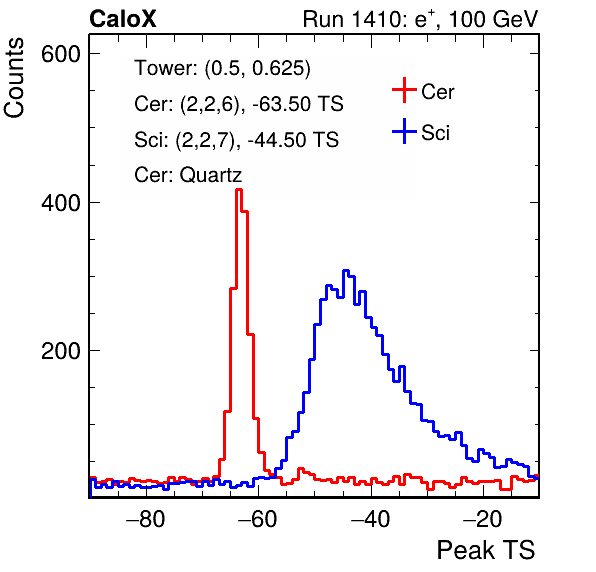 CaloX Run 1410: e⁺, 100 GeV
Counts
600
Tower: (0.5, 0.625)
Cer: (2,2,6), -63.50 TS
Sci: (2,2,7), -44.50 TS
Cer: Quartz
Cer
Sci
400
200
−80 −60 −40 −20
Peak TS